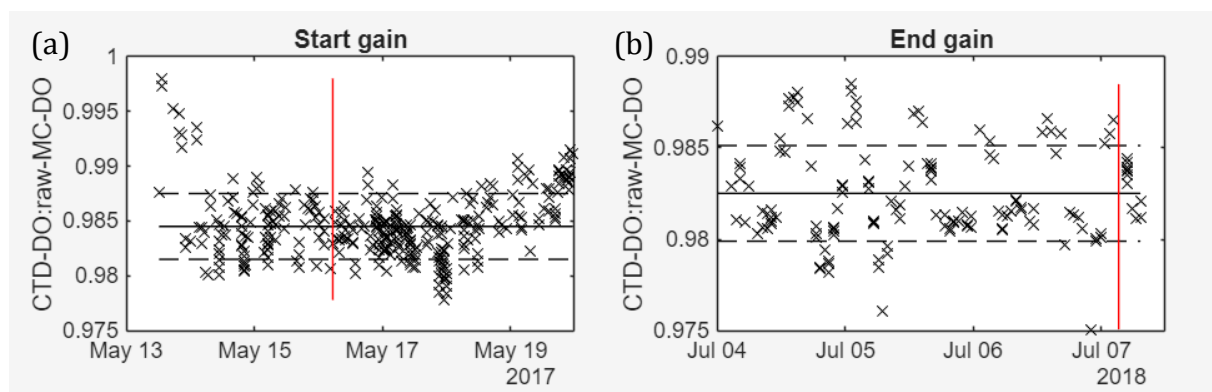 (a)
Start gain
CTD-DO:raw-MC-DO
1
0.995
0.99
0.985
0.98
0.975
May 13
May 15
May 17
May 19
2017
(b)
End gain
CTD-DO:raw-MC-DO
0.99
0.985
0.98
0.975
Jul 04
Jul 05
Jul 06
Jul 07
2018